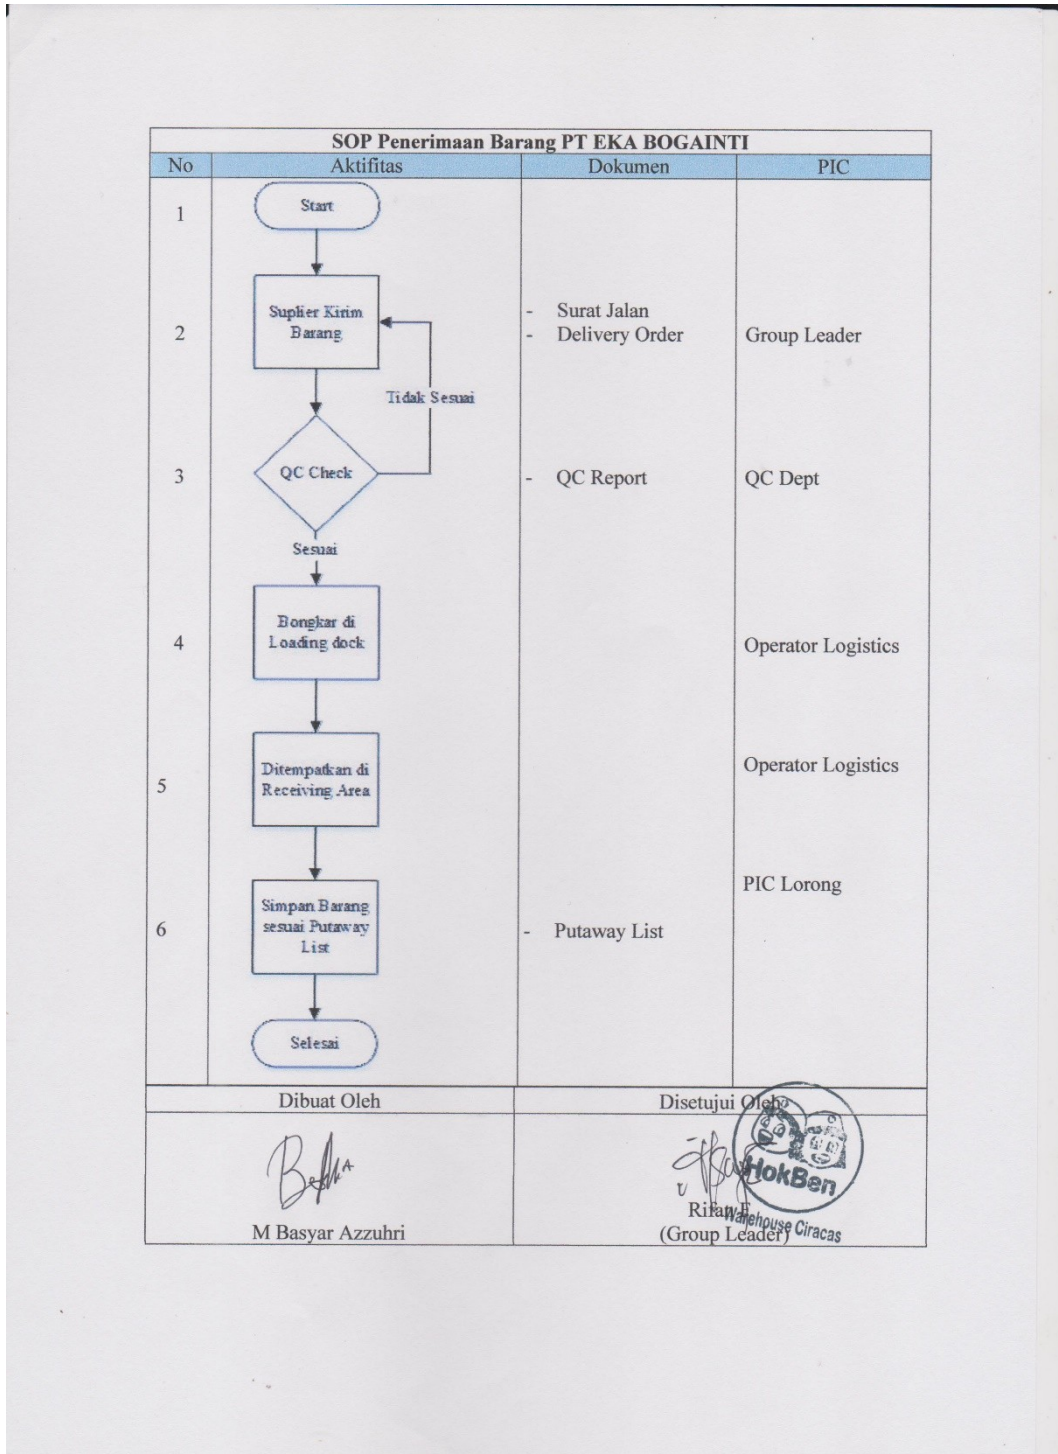 SOP Penerimaan Barang PT EKA BOGAINTI
No Aktifitas Dokumen PIC
1 Start
2 Suplier Kirim Barang - Surat Jalan
- Delivery Order Group Leader
Tidak Sesuai
3 QC Check - QC Report QC Dept
Sesuai
4 Bongkar di
Loading dock Operator Logistics
5 Ditempatkan di
Receiving Area Operator Logistics
PIC Lorong
6 Simpan Barang
sesuai Putaway
List - Putaway List
Selesai
Dibuat Oleh Disetujui Oleh
HokBen
Warehouse Ciracas
M Basyar Azzuhri Rifan F
(Group Leader)